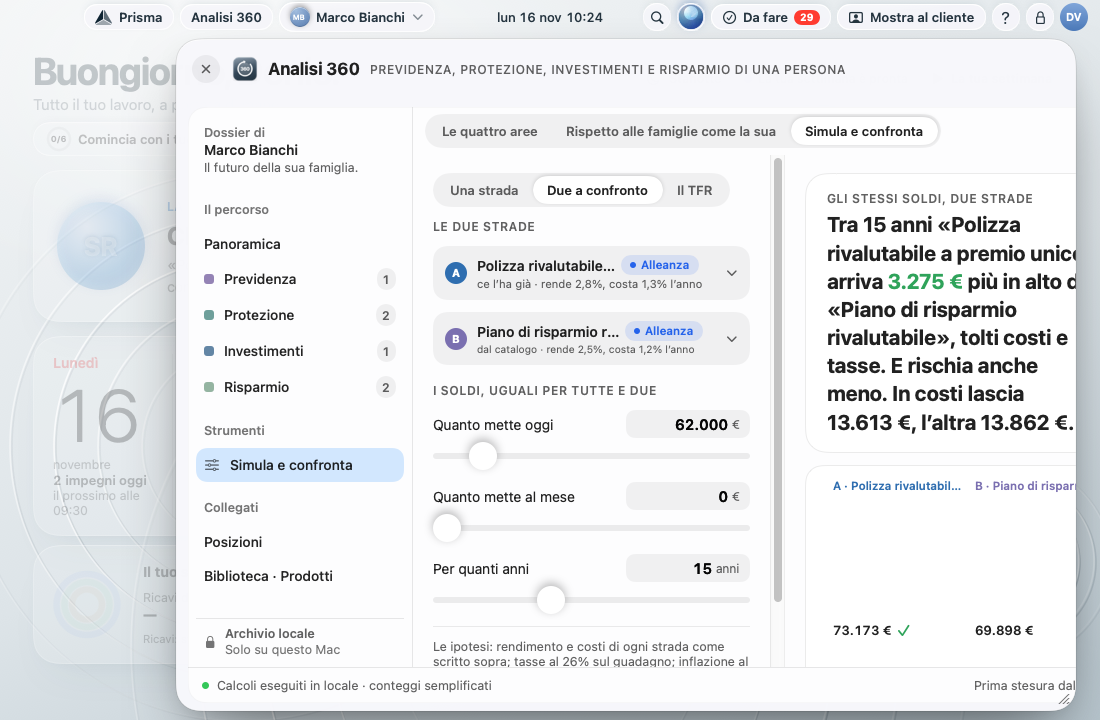 Prisma
Analisi 360
MB Marco Bianchi
lun 16 nov 10:24
Da fare 29
Mostra al cliente
?
DV
Tutto il tuo lavoro, a p
0/6 Comincia con i t
SR
Lunedì
16
novembre
2 impegni oggi
il prossimo alle
09:30
Il tuo
Ricavi
—
Ricavi
360 Analisi 360 PREVIDENZA, PROTEZIONE, INVESTIMENTI E RISPARMIO DI UNA PERSONA
Dossier di
Marco Bianchi
Il futuro della sua famiglia.
Il percorso
Panoramica
Previdenza 1
Protezione 2
Investimenti 1
Risparmio 2
Strumenti
Simula e confronta
Collegati
Posizioni
Biblioteca · Prodotti
Archivio locale
Solo su questo Mac
Le quattro aree Rispetto alle famiglie come la sua Simula e confronta
Una strada Due a confronto Il TFR
LE DUE STRADE
A Polizza rivalutabile... Alleanza
ce l’ha già · rende 2,8%, costa 1,3% l’anno
B Piano di risparmio r... Alleanza
dal catalogo · rende 2,5%, costa 1,2% l’anno
I SOLDI, UGUALI PER TUTTE E DUE
Quanto mette oggi 62.000 €
Quanto mette al mese 0 €
Per quanti anni 15 anni
Le ipotesi: rendimento e costi di ogni strada come
scritto sopra; tasse al 26% sul guadagno; inflazione al
GLI STESSI SOLDI, DUE STRADE
Tra 15 anni «Polizza
rivalutabile a premio unico
arriva 3.275 € più in alto d
«Piano di risparmio
rivalutabile», tolti costi e
tasse. E rischia anche
meno. In costi lascia
13.613 €, l’altra 13.862 €.
A · Polizza rivalutabil... B · Piano di rispar
73.173 € 69.898 €
Calcoli eseguiti in locale · conteggi semplificati
Prima stesura dal